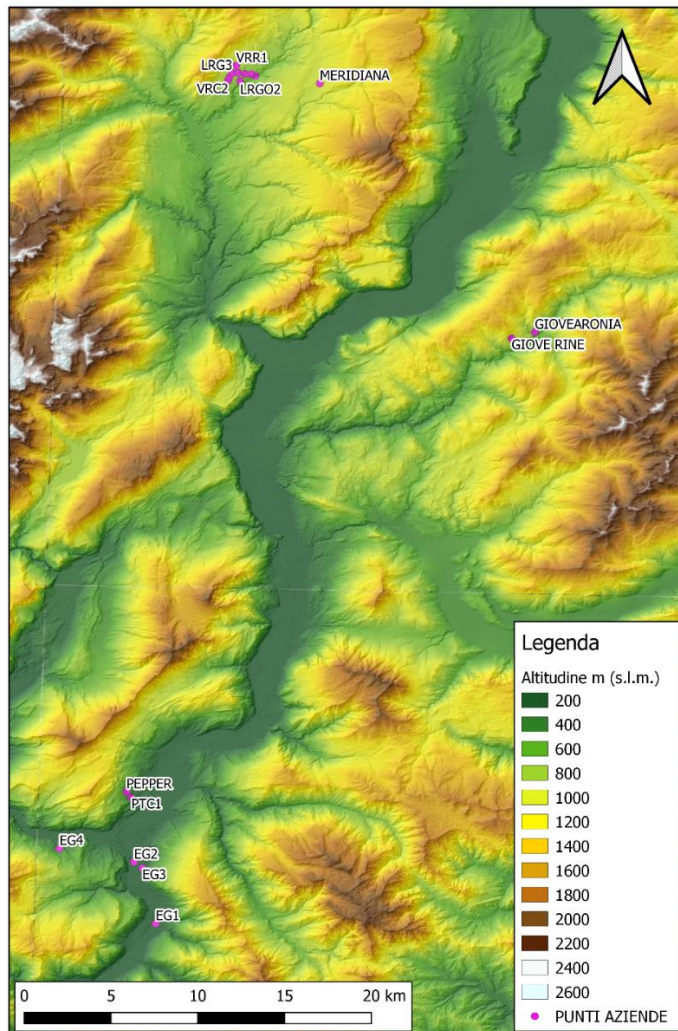 LRG3 VRR1
VRC2 LRGO2
MERIDIANA
GIOVEARONIA
GIOVE RINE
PEPPER
PTC1
EG4
EG2
EG3
EG1
Legenda
Altitudine m (s.l.m.)
200
400
600
800
1000
1200
1400
1600
1800
2000
2200
2400
2600
PUNTI AZIENDE
0 5 10 15 20 km